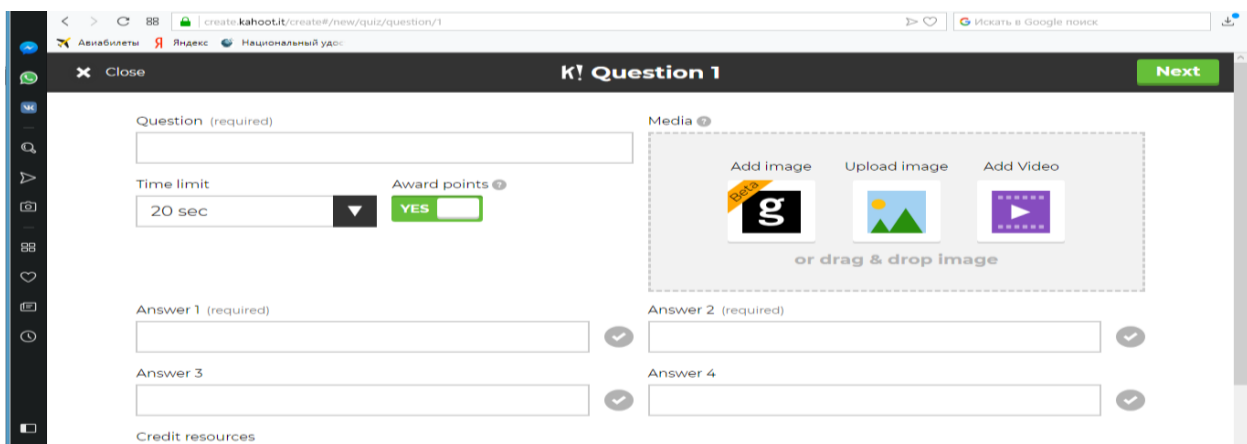 88 create.kahoot.it/create#/new/quiz/question/1 G Искать в Google поиск
Авиабилеты Я Яндекс Национальный удос
Close K! Question 1 Next
Question (required) Media ?
Add image Upload image Add Video
Time limit Award points ?
20 sec YES Beta g
or drag & drop image
Answer 1 (required) Answer 2 (required)
Answer 3 Answer 4
Credit resources